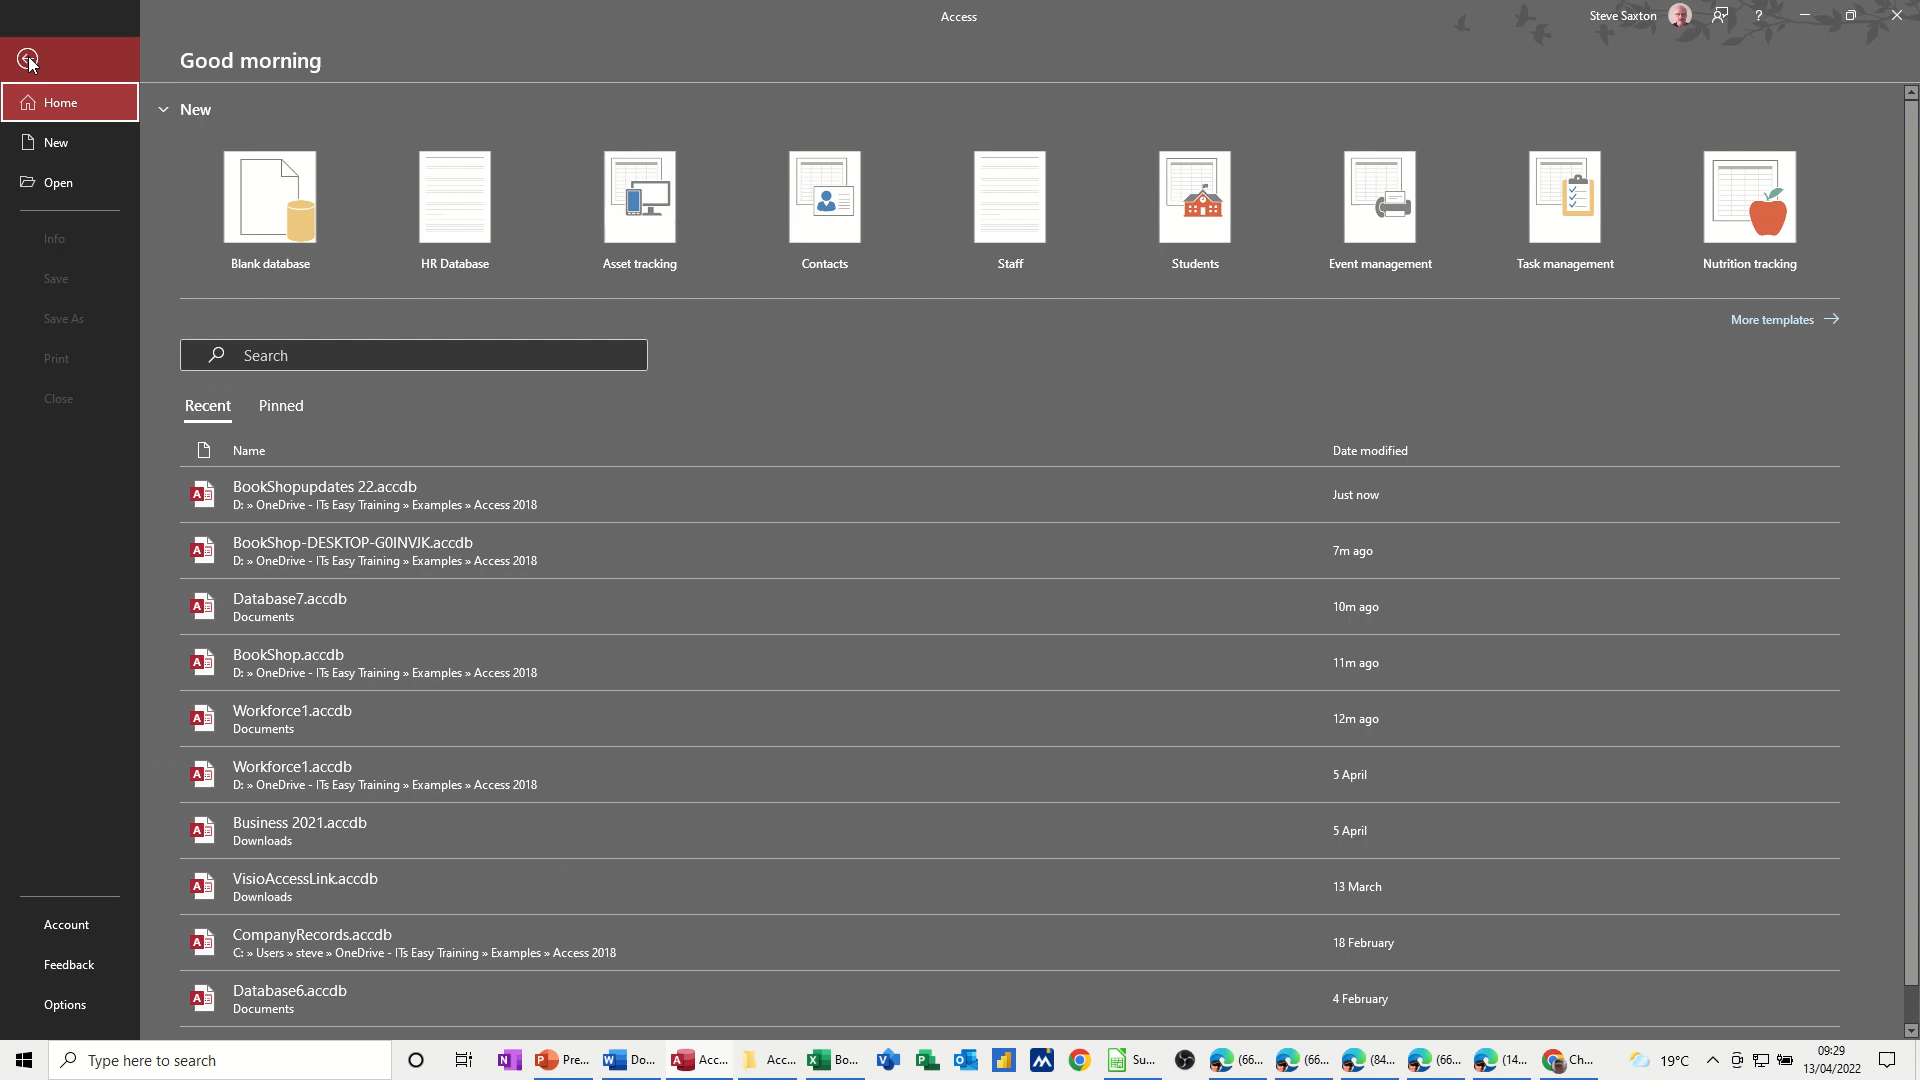 Access
Steve Saxton
?
Good morning
Home
New
Open
Info
Save
Save As
Print
Close
Account
Feedback
Options
New
Blank database
HR Database
Asset tracking
Contacts
Staff
Students
Event management
Task management
Nutrition tracking
More templates
Search
Recent Pinned
Name Date modified
BookShopupdates 22.accdb
D: » OneDrive - ITs Easy Training » Examples » Access 2018
Just now
BookShop-DESKTOP-G0INVJK.accdb
D: » OneDrive - ITs Easy Training » Examples » Access 2018
7m ago
Database7.accdb
Documents
10m ago
BookShop.accdb
D: » OneDrive - ITs Easy Training » Examples » Access 2018
11m ago
Workforce1.accdb
Documents
12m ago
Workforce1.accdb
D: » OneDrive - ITs Easy Training » Examples » Access 2018
5 April
Business 2021.accdb
Downloads
5 April
VisioAccessLink.accdb
Downloads
13 March
CompanyRecords.accdb
C: » Users » steve » OneDrive - ITs Easy Training » Examples » Access 2018
18 February
Database6.accdb
Documents
4 February
Type here to search
Pre... Do... Acc... Acc... Bo... Su... (66... (66... (84... (66... (14... Ch...
19°C
09:29
13/04/2022